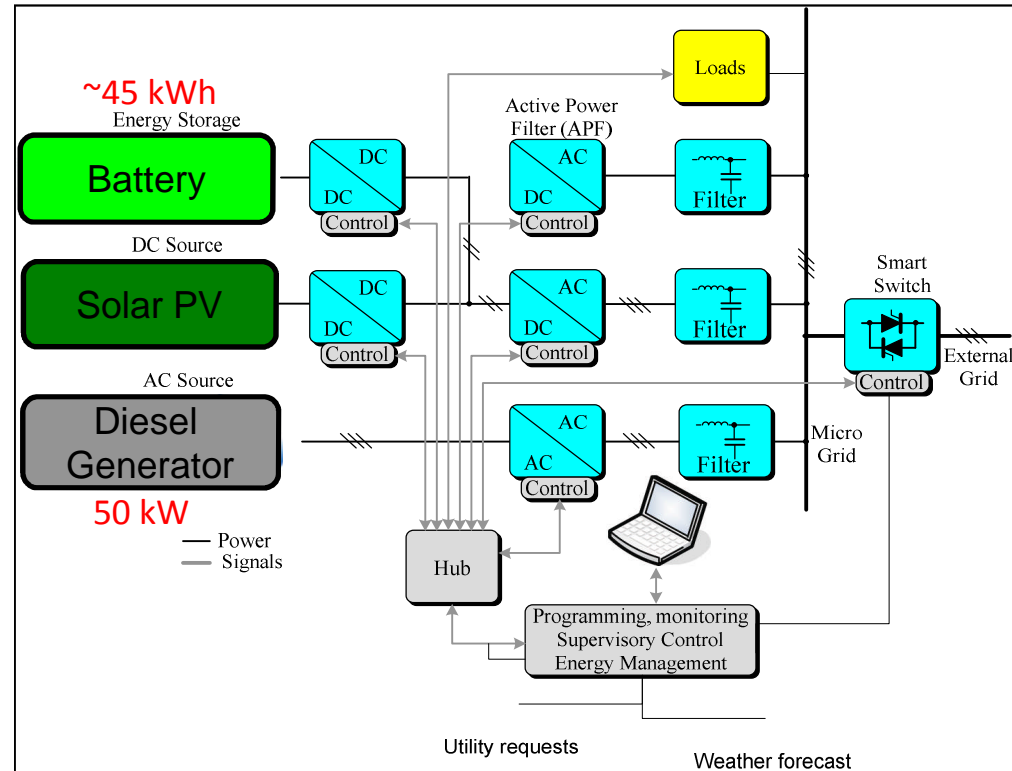 Loads
~45 kWh
Energy Storage
Battery
DC
DC
Control
Active Power
Filter (APF)
AC
DC
Control
Filter
DC Source
Solar PV
DC
DC
Control
AC
DC
Control
Filter
Smart
Switch
Control
External
Grid
AC Source
Diesel
Generator
50 kW
AC
AC
Control
Filter
Micro
Grid
Power
Signals
Hub
Programming, monitoring
Supervisory Control
Energy Management
Utility requests
Weather forecast